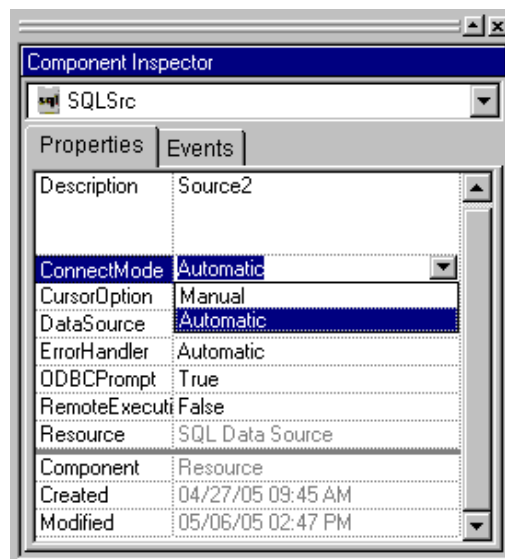 Component Inspector
sql SQLSrc
Properties Events
Description Source2
ConnectMode Automatic
CursorOption Manual
DataSource Automatic
ErrorHandler Automatic
ODBCPrompt True
RemoteExecuti False
Resource SQL Data Source
Component Resource
Created 04/27/05 09:45 AM
Modified 05/06/05 02:47 PM